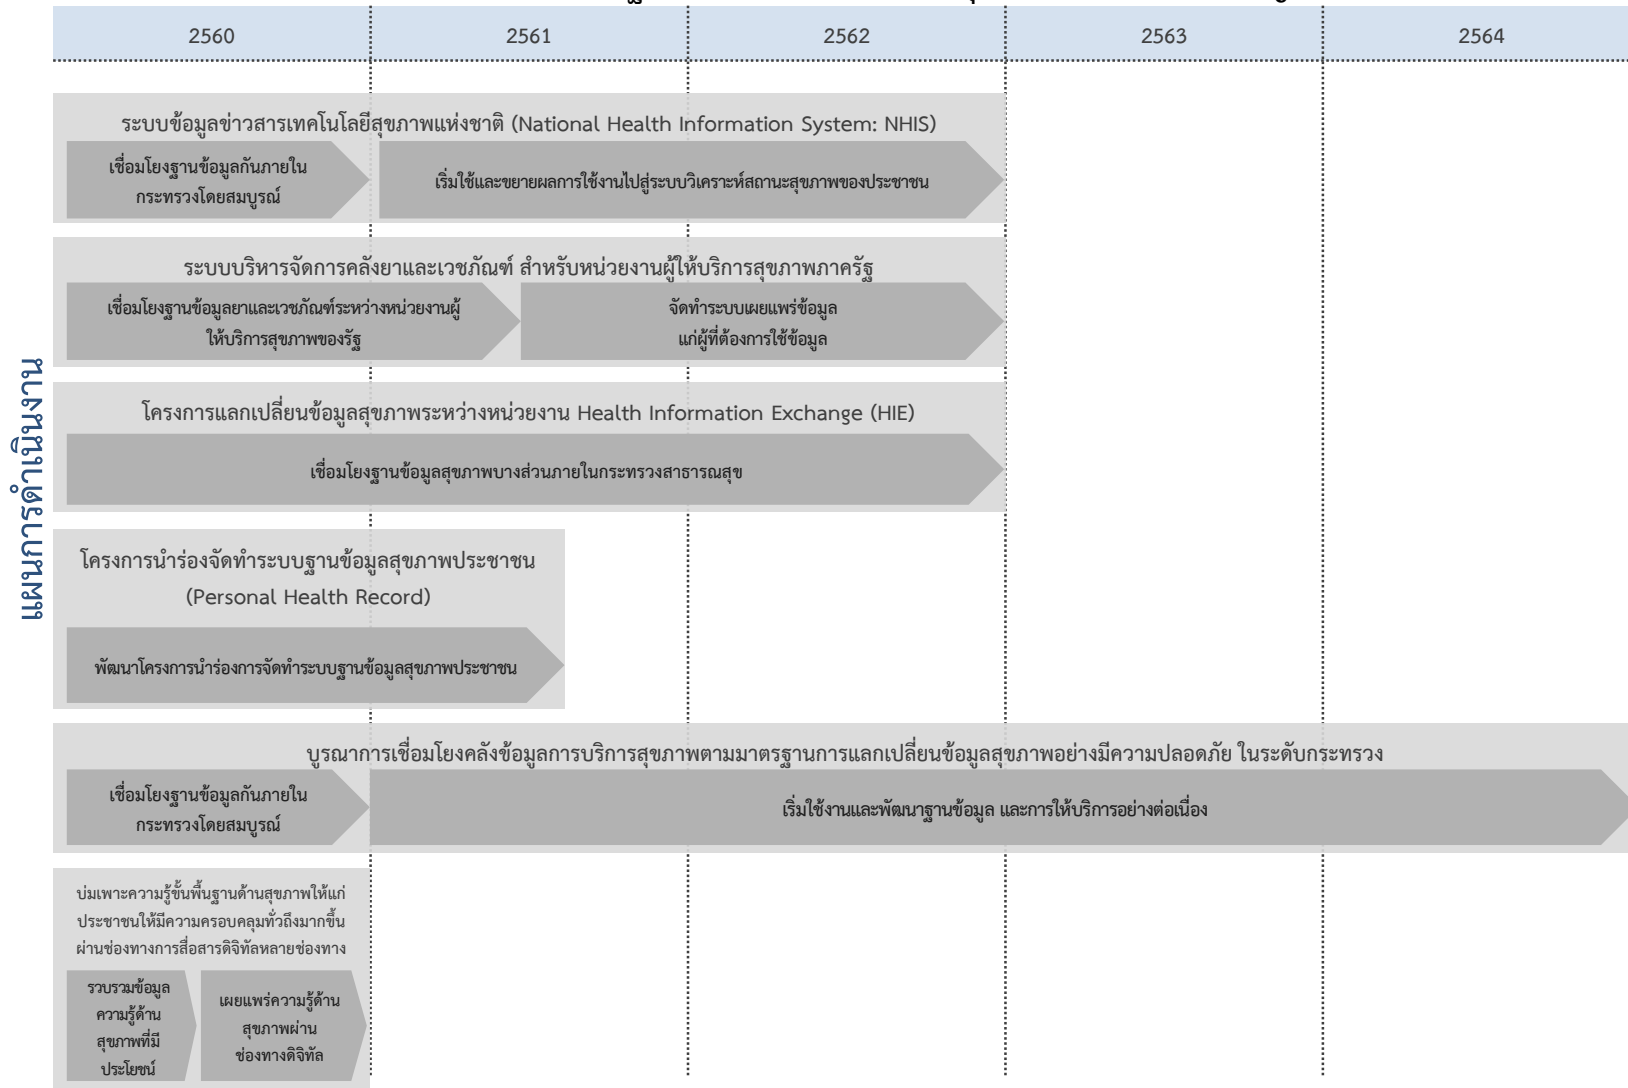 2560 2561 2562 2563 2564
แผนการดำเนินงาน
ระบบข้อมูลข่าวสารเทคโนโลยีสุขภาพแห่งชาติ (National Health Information System: NHIS)
เชื่อมโยงฐานข้อมูลกันภายใน
กระทรวงโดยสมบูรณ์
เริ่มใช้และขยายผลการใช้งานไปสู่ระบบวิเคราะห์สถานะสุขภาพของประชาชน
ระบบบริหารจัดการคลังยาและเวชภัณฑ์ สำหรับหน่วยงานผู้ให้บริการสุขภาพภาครัฐ
เชื่อมโยงฐานข้อมูลยาและเวชภัณฑ์ระหว่างหน่วยงานผู้
ให้บริการสุขภาพของรัฐ
จัดทำระบบเผยแพร่ข้อมูล
แก่ผู้ที่ต้องการใช้ข้อมูล
โครงการแลกเปลี่ยนข้อมูลสุขภาพระหว่างหน่วยงาน Health Information Exchange (HIE)
เชื่อมโยงฐานข้อมูลสุขภาพบางส่วนภายในกระทรวงสาธารณสุข
โครงการนำร่องจัดทำระบบฐานข้อมูลสุขภาพประชาชน
(Personal Health Record)
พัฒนาโครงการนำร่องการจัดทำระบบฐานข้อมูลสุขภาพประชาชน
บูรณาการเชื่อมโยงคลังข้อมูลการบริการสุขภาพตามมาตรฐานการแลกเปลี่ยนข้อมูลสุขภาพอย่างมีความปลอดภัย ในระดับกระทรวง
เชื่อมโยงฐานข้อมูลกันภายใน
กระทรวงโดยสมบูรณ์
เริ่มใช้งานและพัฒนาฐานข้อมูล และการให้บริการอย่างต่อเนื่อง
บ่มเพาะความรู้ขั้นพื้นฐานด้านสุขภาพให้แก่
ประชาชนให้มีความครอบคลุมทั่วถึงมากขึ้น
ผ่านช่องทางการสื่อสารดิจิทัลหลายช่องทาง
รวบรวมข้อมูล
ความรู้ด้าน
สุขภาพที่มี
ประโยชน์
เผยแพร่ความรู้ด้าน
สุขภาพผ่าน
ช่องทางดิจิทัล